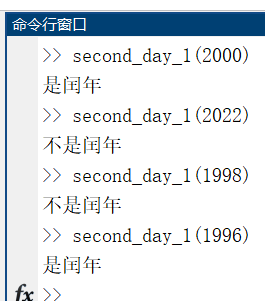 命令行窗口
>> second_day_1(2000)
是闰年
>> second_day_1(2022)
不是闰年
>> second_day_1(1998)
不是闰年
>> second_day_1(1996)
是闰年
fx >>